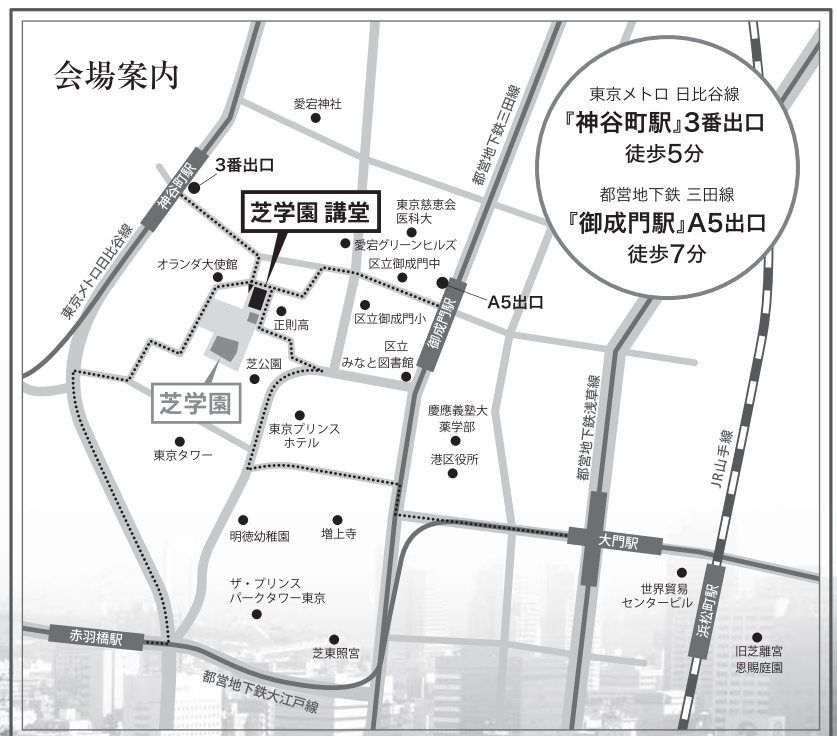 会場案内
東京メトロ 日比谷線
『神谷町駅』3番出口
徒歩5分
都営地下鉄 三田線
『御成門駅』A5出口
徒歩7分
愛宕神社
都営地下鉄三田線
3番出口
神谷町駅
芝学園 講堂
東京慈恵会
医科大
愛宕グリーンヒルズ
区立御成門中
オランダ大使館
東京メトロ日比谷線
A5出口
御成門駅
正則高
区立御成門小
区立
みなと図書館
芝公園
芝学園
東京プリンス
ホテル
慶應義塾大
薬学部
都営地下鉄浅草線
東京タワー
港区役所
JR山手線
明徳幼稚園
増上寺
大門駅
世界貿易
センタービル
ザ・プリンス
パークタワー東京
浜松町駅
赤羽橋駅
芝東照宮
旧芝離宮
恩賜庭園
都営地下鉄大江戸線